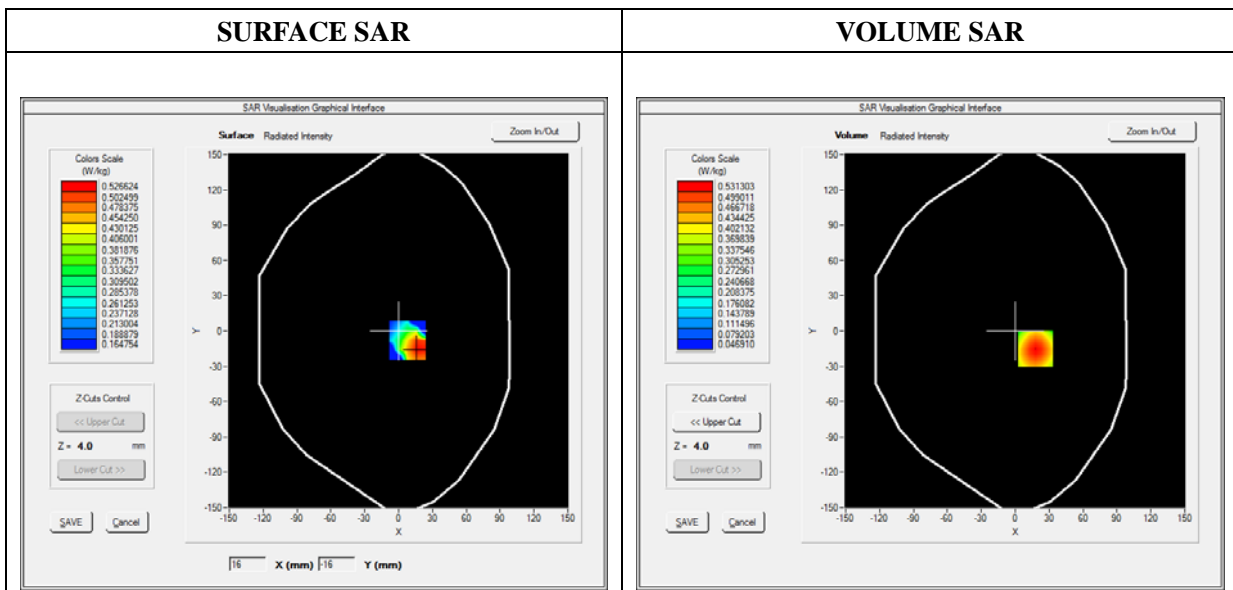 SURFACE SAR
VOLUME SAR
SAR Visualisation Graphical Interface
Surface Radiated Intensity
Zoom In/Out
Colors Scale
(W/kg)
0.526624
0.502499
0.478375
0.454250
0.430125
0.406001
0.381876
0.357751
0.333627
0.309502
0.285378
0.261253
0.237128
0.213004
0.188879
0.164754
150
120
90
60
30
0
-30
-60
-90
-120
-150
Y
-150 -120 -90 -60 -30 0 30 60 90 120 150
X
Z-Cuts Control
<< Upper Cut
Z = 4.0 mm
Lower Cut >>
SAVE Cancel
16 X (mm) -16 Y (mm)
SAR Visualisation Graphical Interface
Volume Radiated Intensity
Zoom In/Out
Colors Scale
(W/kg)
0.531303
0.499011
0.466718
0.434425
0.402132
0.369839
0.337546
0.305253
0.272961
0.240668
0.208375
0.176082
0.143789
0.111496
0.079203
0.046910
150
120
90
60
30
0
-30
-60
-90
-120
-150
Y
-150 -120 -90 -60 -30 0 30 60 90 120 150
X
Z-Cuts Control
<< Upper Cut
Z = 4.0 mm
Lower Cut >>
SAVE Cancel